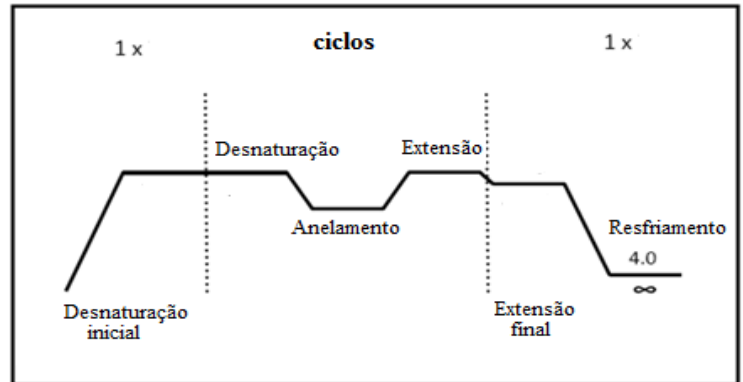 1 x
ciclos
1 x
Desnaturação
Extensão
Anelamento
Resfriamento
4.0
∞
Desnaturação
inicial
Extensão
final